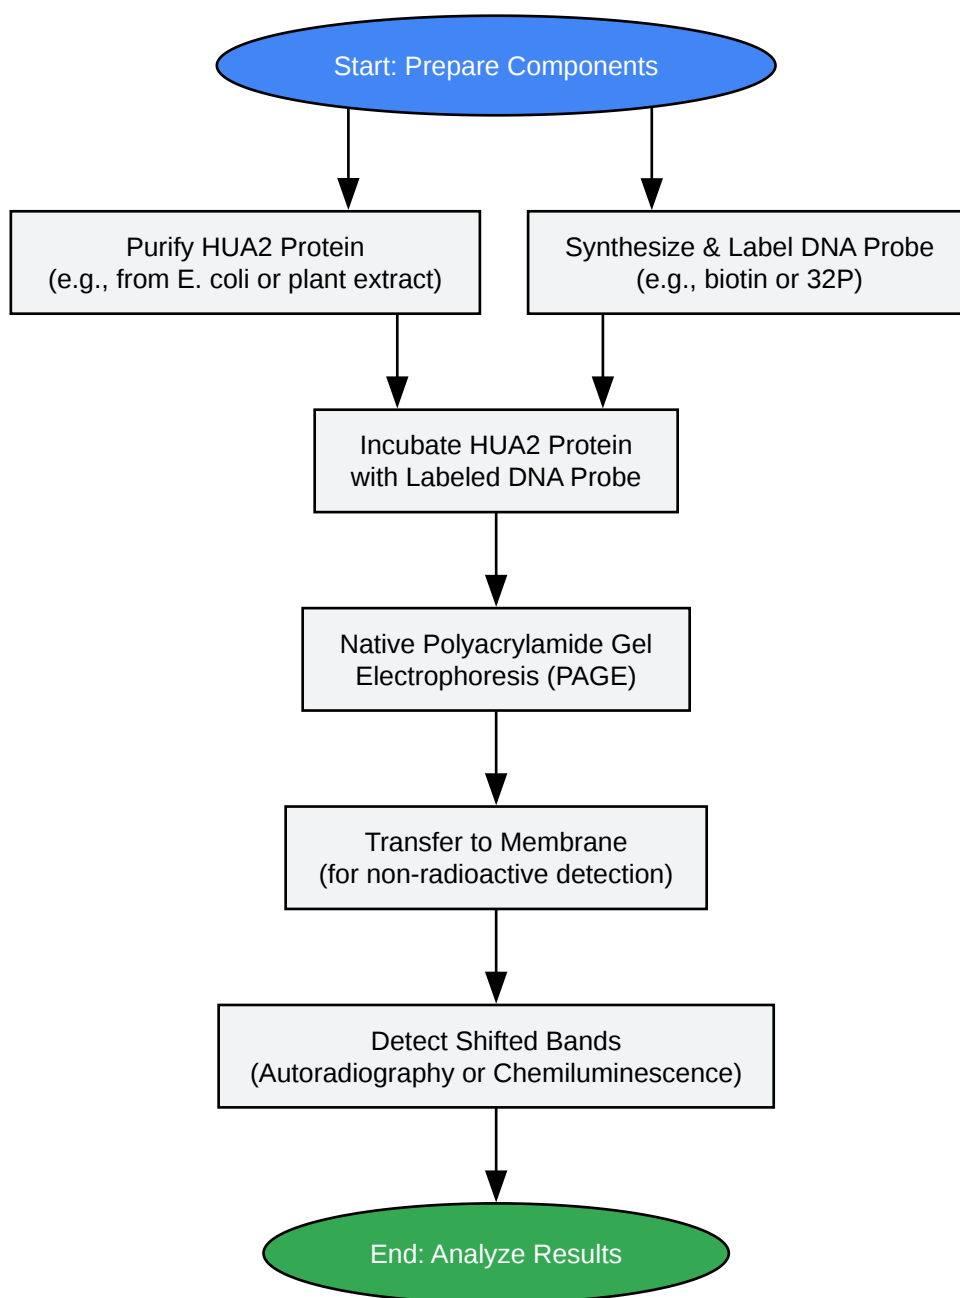 Start: Prepare Components
Purify HUA2 Protein
(e.g., from E. coli or plant extract)
Synthesize & Label DNA Probe
(e.g., biotin or 32P)
Incubate HUA2 Protein
with Labeled DNA Probe
Native Polyacrylamide Gel
Electrophoresis (PAGE)
Transfer to Membrane
(for non-radioactive detection)
Detect Shifted Bands
(Autoradiography or Chemiluminescence)
End: Analyze Results